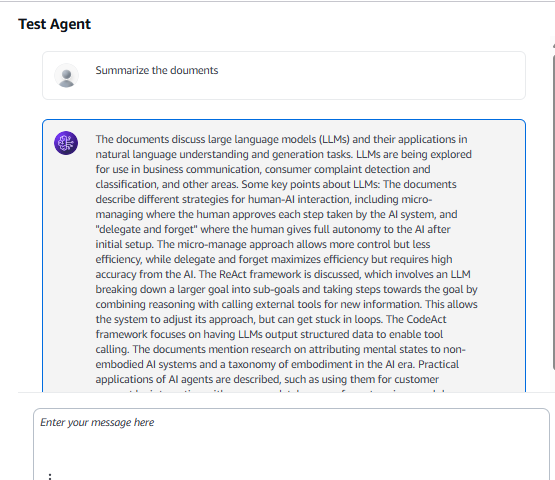 Test Agent
Summarize the douments
The documents discuss large language models (LLMs) and their applications in
natural language understanding and generation tasks. LLMs are being explored
for use in business communication, consumer complaint detection and
classification, and other areas. Some key points about LLMs: The documents
describe different strategies for human-AI interaction, including micro-
managing where the human approves each step taken by the AI system, and
"delegate and forget" where the human gives full autonomy to the AI after
initial setup. The micro-manage approach allows more control but less
efficiency, while delegate and forget maximizes efficiency but requires high
accuracy from the AI. The ReAct framework is discussed, which involves an LLM
breaking down a larger goal into sub-goals and taking steps towards the goal by
combining reasoning with calling external tools for new information. This allows
the system to adjust its approach, but can get stuck in loops. The CodeAct
framework focuses on having LLMs output structured data to enable tool
calling. The documents mention research on attributing mental states to non-
embodied AI systems and a taxonomy of embodiment in the AI era. Practical
applications of AI agents are described, such as using them for customer
Enter your message here